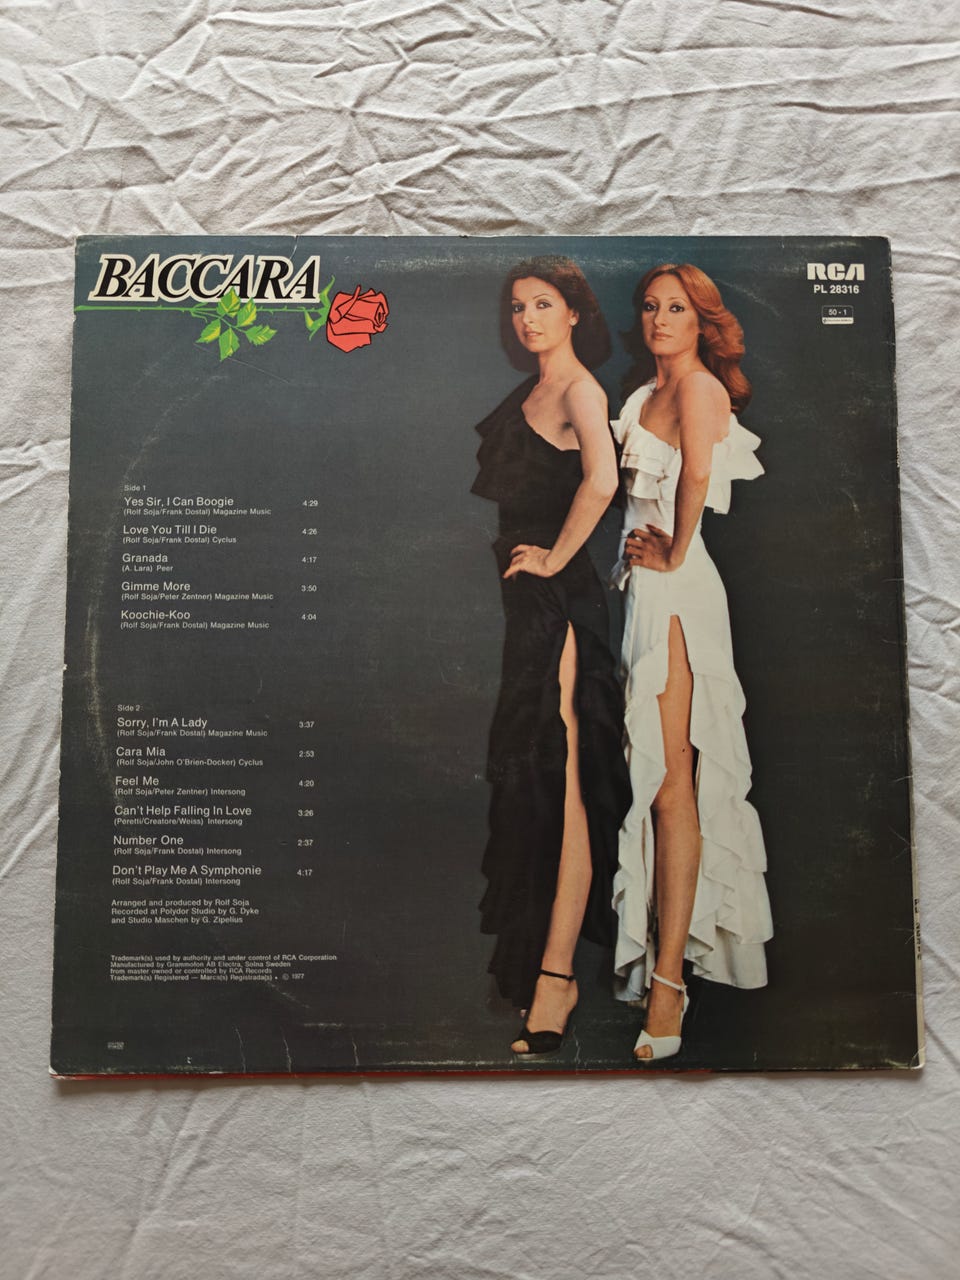 BACCARA
RCA
PL 28316
50 - 1
Side 1
Yes Sir, I Can Boogie 4:29
(Rolf Soja/Frank Dostal) Magazine Music
Love You Till I Die 4:26
(Rolf Soja/Frank Dostal) Cyclus
Granada 4:17
(A. Lara) Peer
Gimme More 3:50
(Rolf Soja/Peter Zentner) Magazine Music
Koochie-Koo 4:04
(Rolf Soja/Frank Dostal) Magazine Music
Side 2
Sorry, I'm A Lady 3:37
(Rolf Soja/Frank Dostal) Magazine Music
Cara Mia 2:53
(Rolf Soja/John O'Brien-Docker) Cyclus
Feel Me 4:20
(Rolf Soja/Peter Zentner) Intersong
Can't Help Falling In Love 3:26
(Peretti/Creatore/Weiss) Intersong
Number One 2:37
(Rolf Soja/Frank Dostal) Intersong
Don't Play Me A Symphonie 4:17
(Rolf Soja/Frank Dostal) Intersong
Arranged and produced by Rolf Soja
Recorded at Polydor Studio by G. Dyke
and Studio Maschen by G. Zipelius
Trademark(s) used by authority and under control of RCA Corporation
Manufactured by Grammofon AB Electra, Solna Sweden
from master owned or controlled by RCA Records
Trademark(s) Registered — Marca(s) Registrada(s) • © 1977